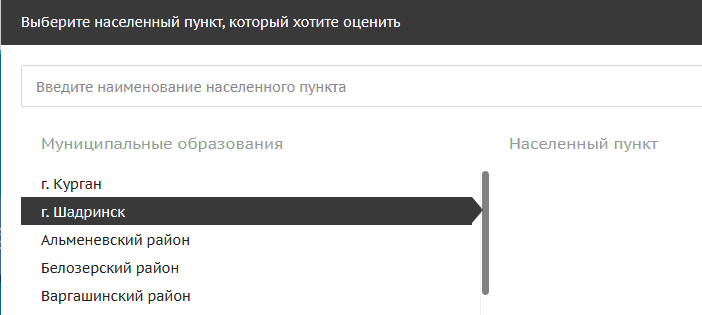 Выберите населенный пункт, который хотите оценить
Введите наименование населенного пункта
Муниципальные образования
Населенный пункт
г. Курган
г. Шадринск
Альменевский район
Белозерский район
Варгашинский район